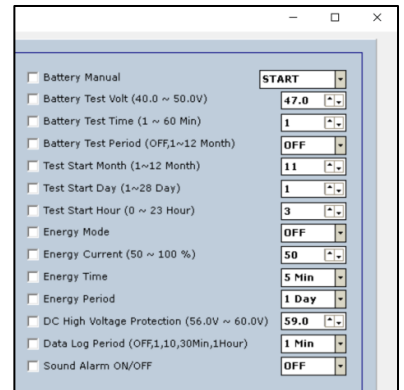 Battery Manual START
Battery Test Volt (40.0 ~ 50.0V) 47.0
Battery Test Time (1 ~ 60 Min) 1
Battery Test Period (OFF,1~12 Month) OFF
Test Start Month (1~12 Month) 11
Test Start Day (1~28 Day) 1
Test Start Hour (0 ~ 23 Hour) 3
Energy Mode OFF
Energy Current (50 ~ 100 %) 50
Energy Time 5 Min
Energy Period 1 Day
DC High Voltage Protection (56.0V ~ 60.0V) 59.0
Data Log Period (OFF,1,10,30Min,1Hour) 1 Min
Sound Alarm ON/OFF OFF